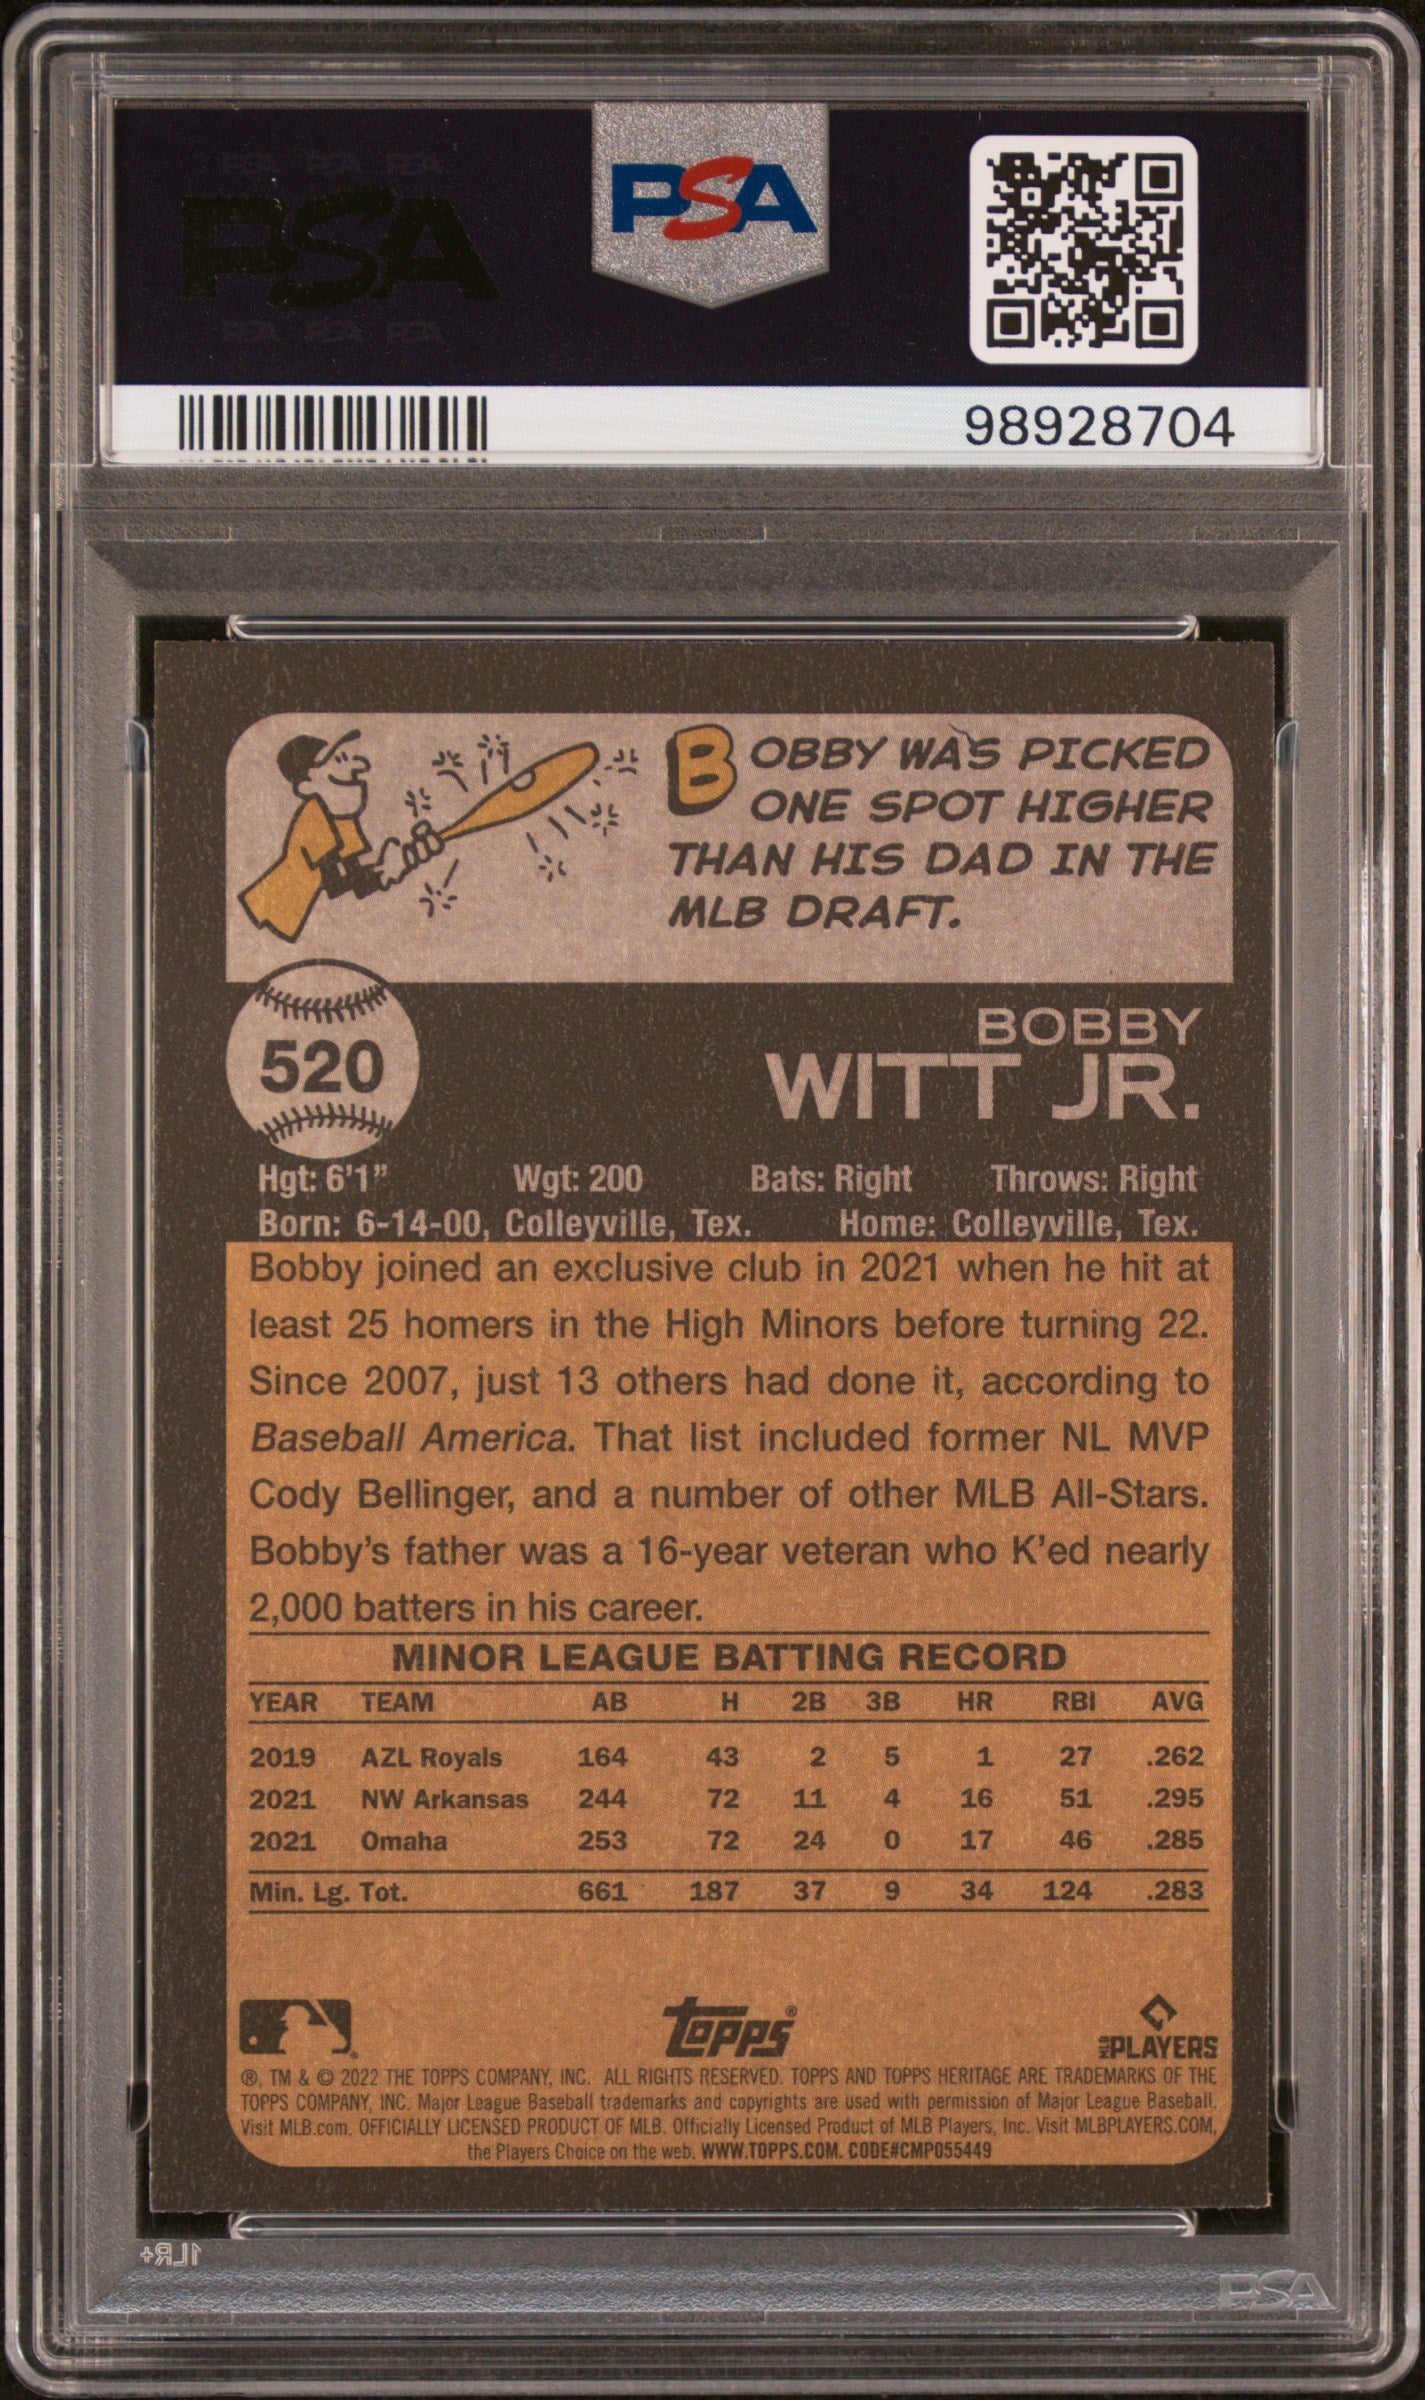 PSA PSA PSA
PSA
PSA PSA PSA
PSA
98928704
BOBBY WAS PICKED
ONE SPOT HIGHER
THAN HIS DAD IN THE
MLB DRAFT.
520
BOBBY
WITT JR.
Hgt: 6'1" Wgt: 200 Bats: Right Throws: Right
Born: 6-14-00, Colleyville, Tex. Home: Colleyville, Tex.
Bobby joined an exclusive club in 2021 when he hit at
least 25 homers in the High Minors before turning 22.
Since 2007, just 13 others had done it, according to
Baseball America. That list included former NL MVP
Cody Bellinger, and a number of other MLB All-Stars.
Bobby's father was a 16-year veteran who K'ed nearly
2,000 batters in his career.
MINOR LEAGUE BATTING RECORD
YEAR TEAM AB H 2B 3B HR RBI AVG
2019 AZL Royals 164 43 2 5 1 27 .262
2021 NW Arkansas 244 72 11 4 16 51 .295
2021 Omaha 253 72 24 0 17 46 .285
Min. Lg. Tot. 661 187 37 9 34 124 .283
Topps®
MLB PLAYERS
®, TM & © 2022 THE TOPPS COMPANY, INC. ALL RIGHTS RESERVED. TOPPS AND TOPPS HERITAGE ARE TRADEMARKS OF THE
TOPPS COMPANY, INC. Major League Baseball trademarks and copyrights are used with permission of Major League Baseball.
Visit MLB.com. OFFICIALLY LICENSED PRODUCT OF MLB. Officially Licensed Product of MLB Players, Inc. Visit MLBPLAYERS.COM,
the Players Choice on the web. WWW.TOPPS.COM. CODE#CMP055449
1LR+
PSA